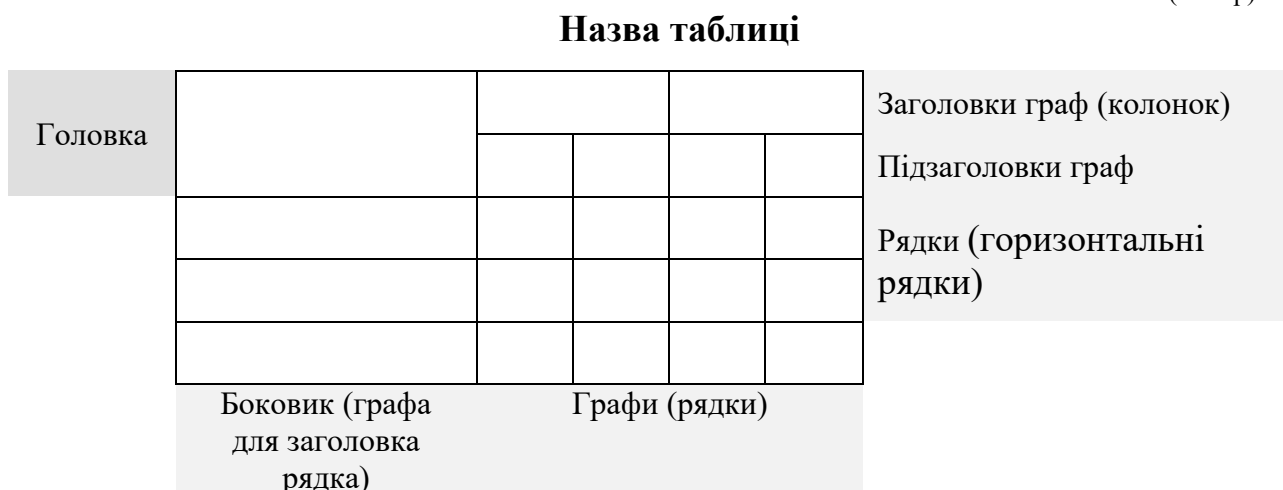 Назва таблиці
Головка
Заголовки граф (колонок)
Підзаголовки граф
Рядки (горизонтальні
рядки)
Боковик (графа
для заголовка
рядка)
Графи (рядки)